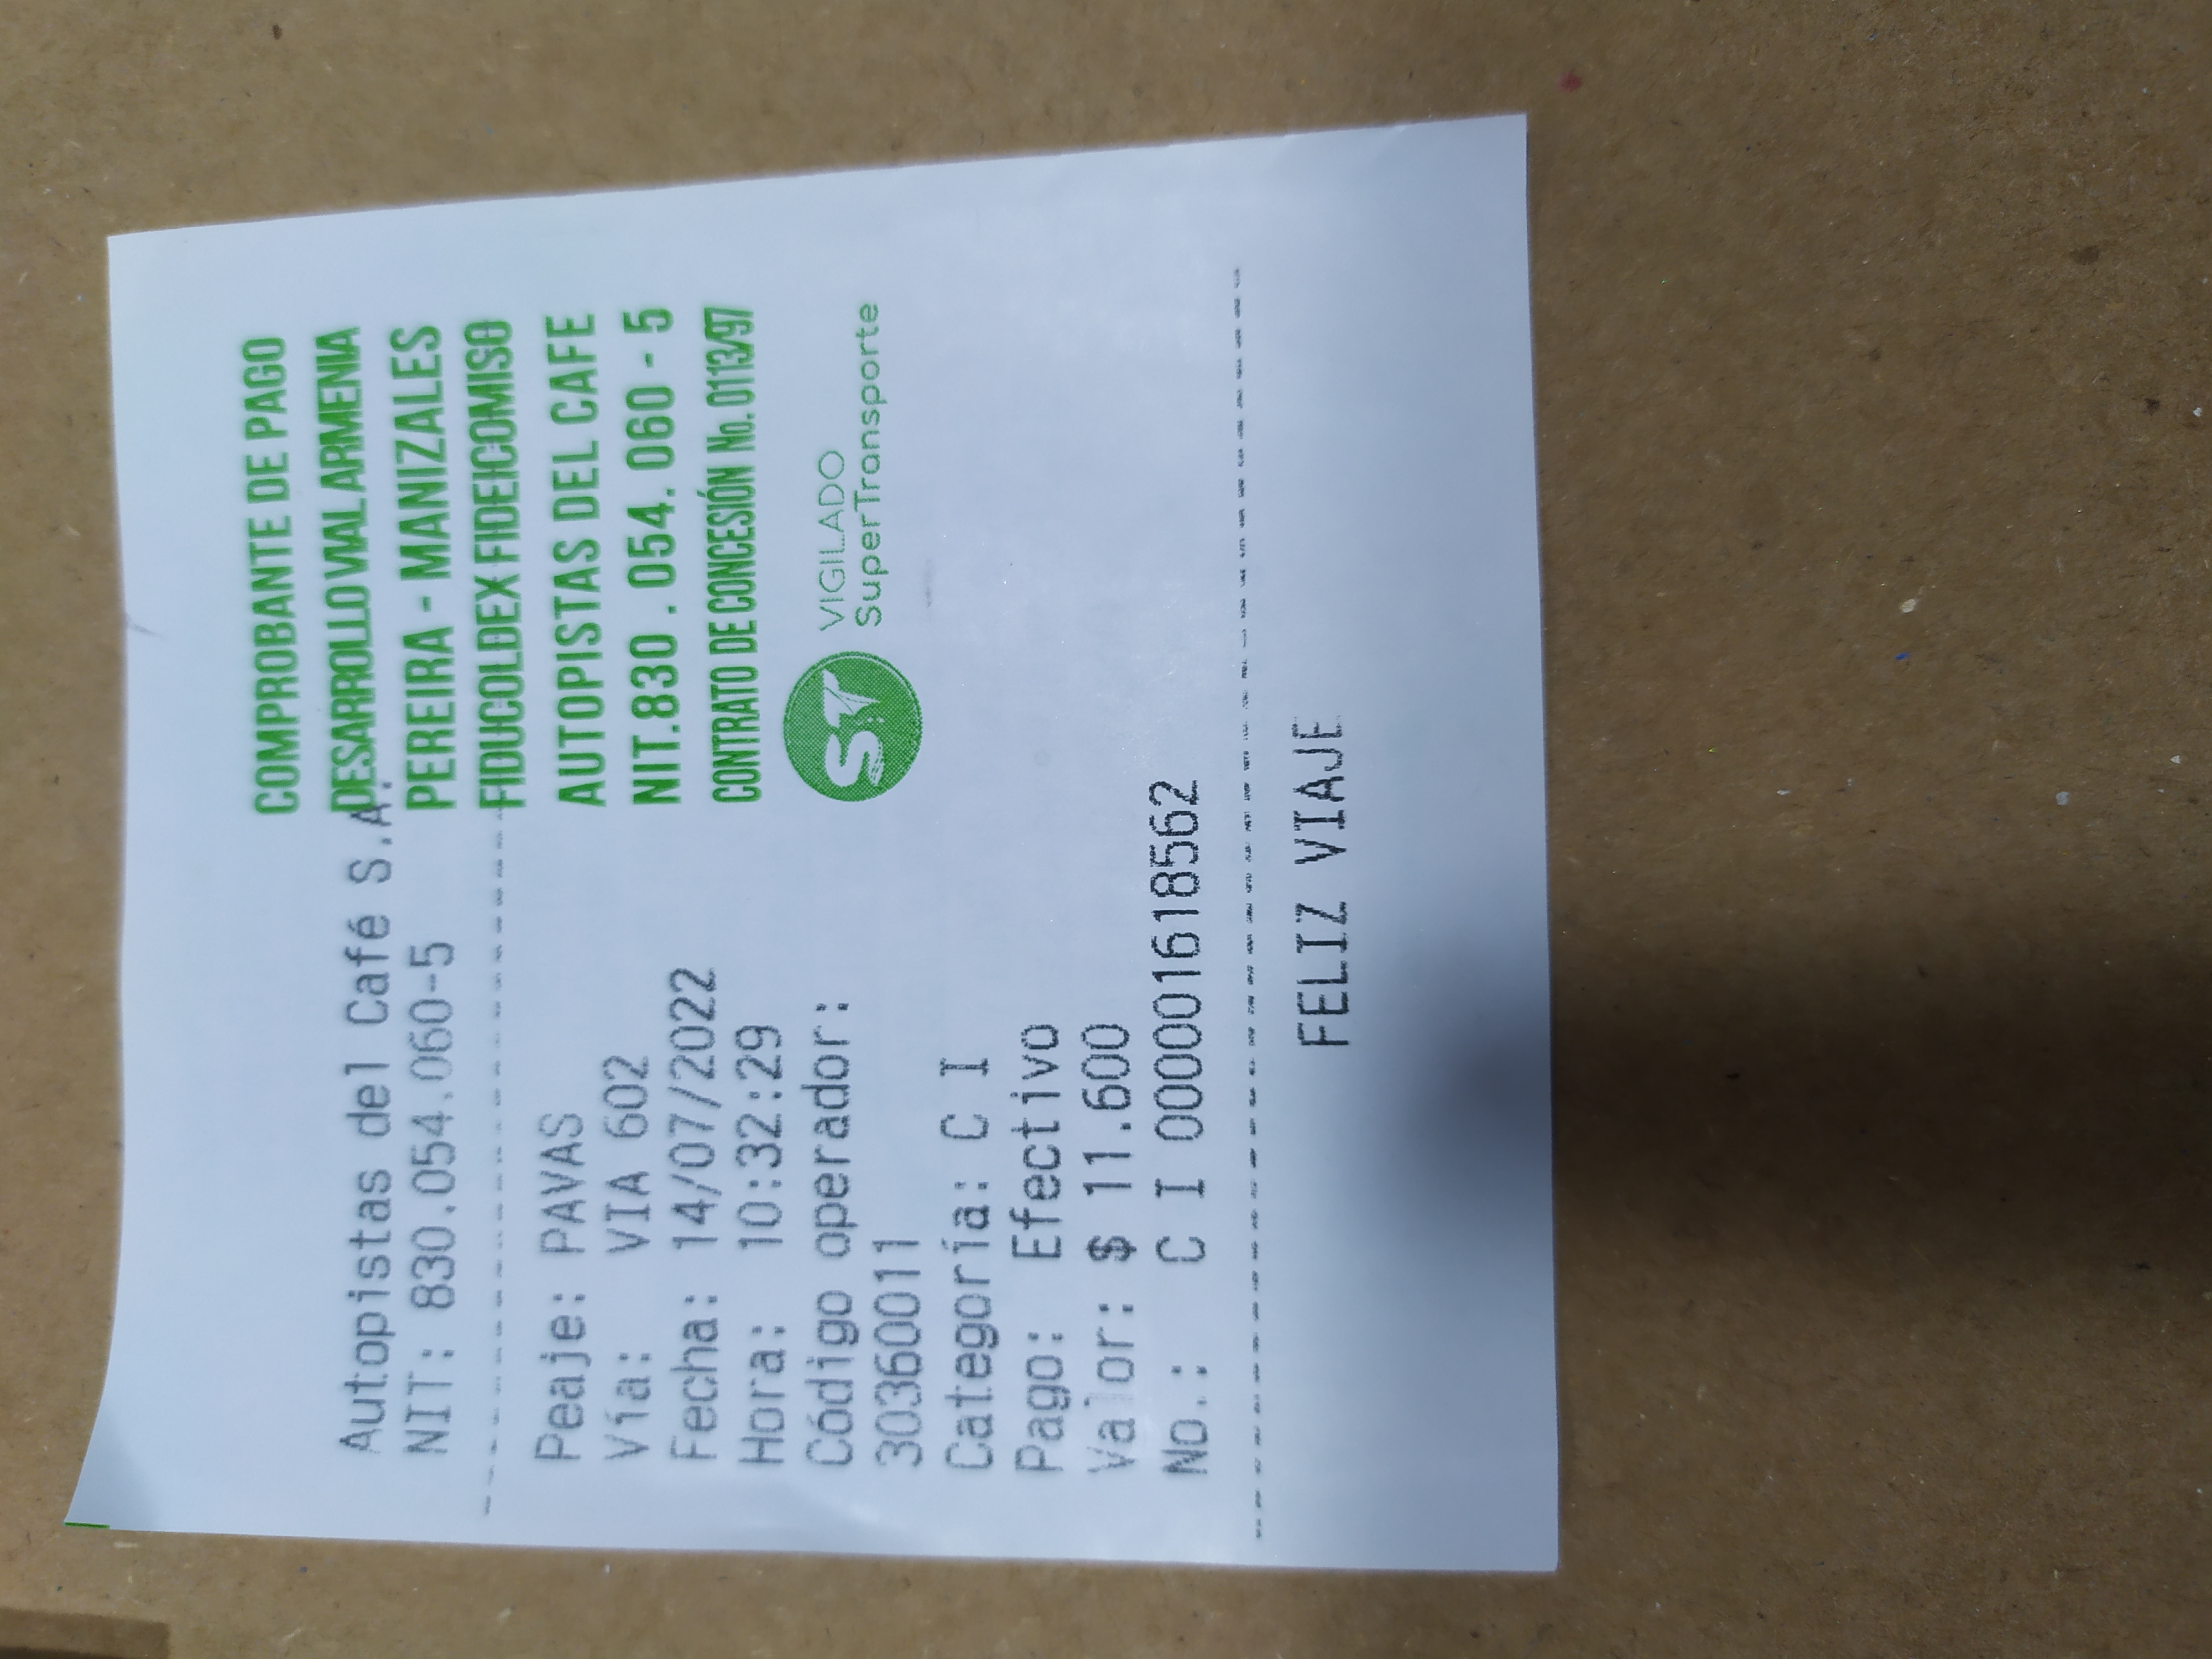 COMPROBANTE DE PAGO
DESARROLLO VIAL ARMENIA
PEREIRA - MANIZALES
FIDUCOLDEX FIDEICOMISO
AUTOPISTAS DEL CAFE
NIT.830.054.060-5
CONTRATO DE CONCESIÓN No. 0113/97
ST
VIGILADO
SuperTransporte
Autopistas del Café S.A.
NIT: 830.054.060-5
Peaje: PAVAS
Vía: VIA 602
Fecha: 14/07/2022
Hora: 10:32:29
Código operador:
30360011
Categoría: C I
Pago: Efectivo
Valor: $ 11.600
No.: C I 000001618562
FELIZ VIAJE